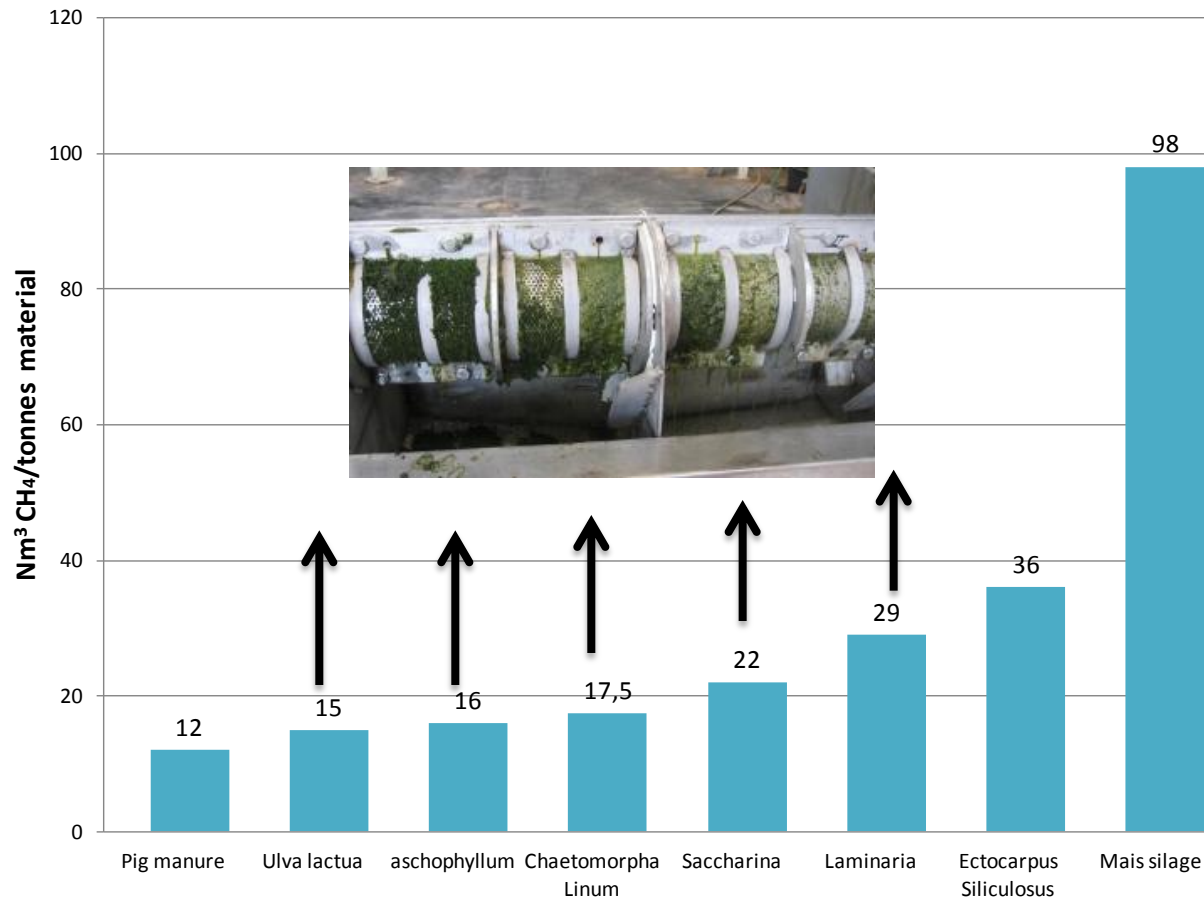 120
100
80
60
40
20
0
Nm³ CH₄/tonnes material
12
15
16
17,5
22
29
36
98
Pig manure
Ulva lactua
aschophyllum
Chaetomorpha
Linum
Saccharina
Laminaria
Ectocarpus
Siliculosus
Mais silage